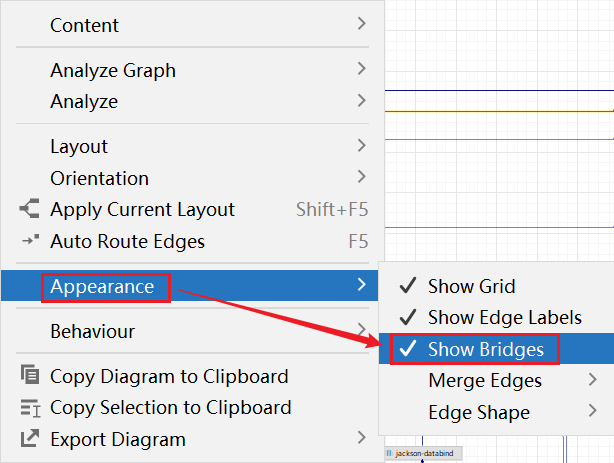 Content
Analyze Graph
Analyze
Layout
Orientation
Apply Current Layout Shift+F5
Auto Route Edges F5
Appearance
Show Grid
Show Edge Labels
Behaviour
Show Bridges
Copy Diagram to Clipboard
Merge Edges
Copy Selection to Clipboard
Edge Shape
Export Diagram
jackson-databind